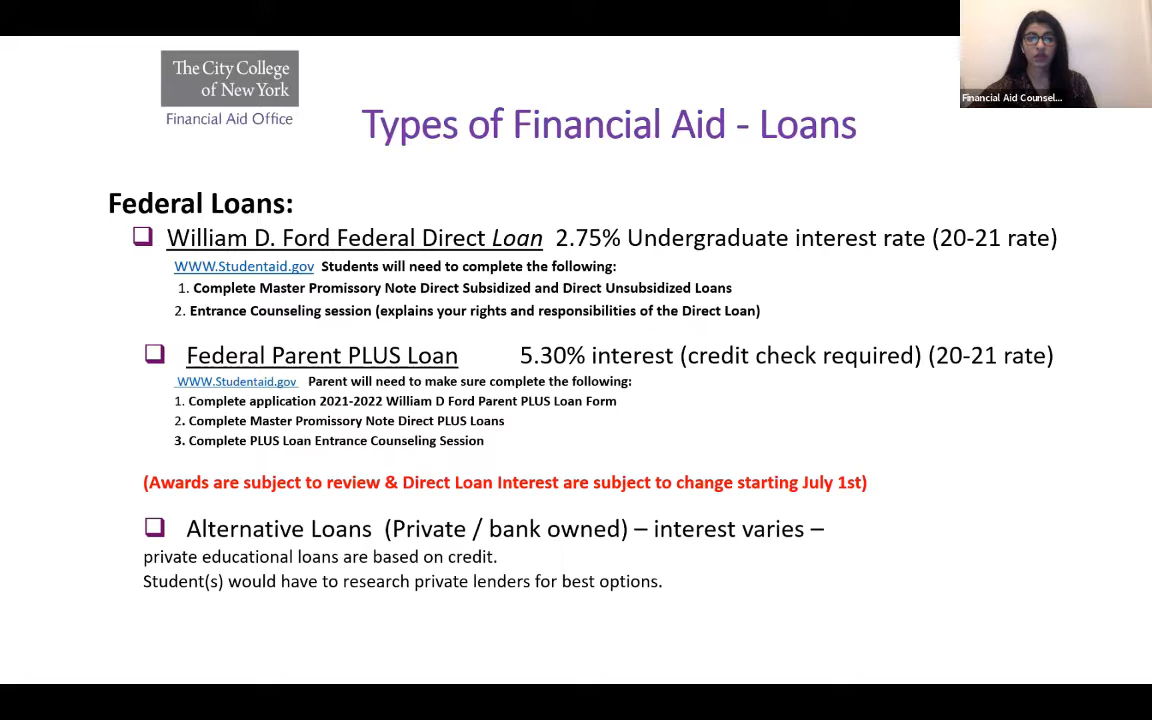 The City College
of New York
Financial Aid Office
Financial Aid Counsel...
Types of Financial Aid - Loans
Federal Loans:
William D. Ford Federal Direct Loan 2.75% Undergraduate interest rate (20-21 rate)
WWW.Studentaid.gov Students will need to complete the following:
1. Complete Master Promissory Note Direct Subsidized and Direct Unsubsidized Loans
2. Entrance Counseling session (explains your rights and responsibilities of the Direct Loan)
Federal Parent PLUS Loan 5.30% interest (credit check required) (20-21 rate)
WWW.Studentaid.gov Parent will need to make sure complete the following:
1. Complete application 2021-2022 William D Ford Parent PLUS Loan Form
2. Complete Master Promissory Note Direct PLUS Loans
3. Complete PLUS Loan Entrance Counseling Session
(Awards are subject to review & Direct Loan Interest are subject to change starting July 1st)
Alternative Loans (Private / bank owned) – interest varies –
private educational loans are based on credit.
Student(s) would have to research private lenders for best options.